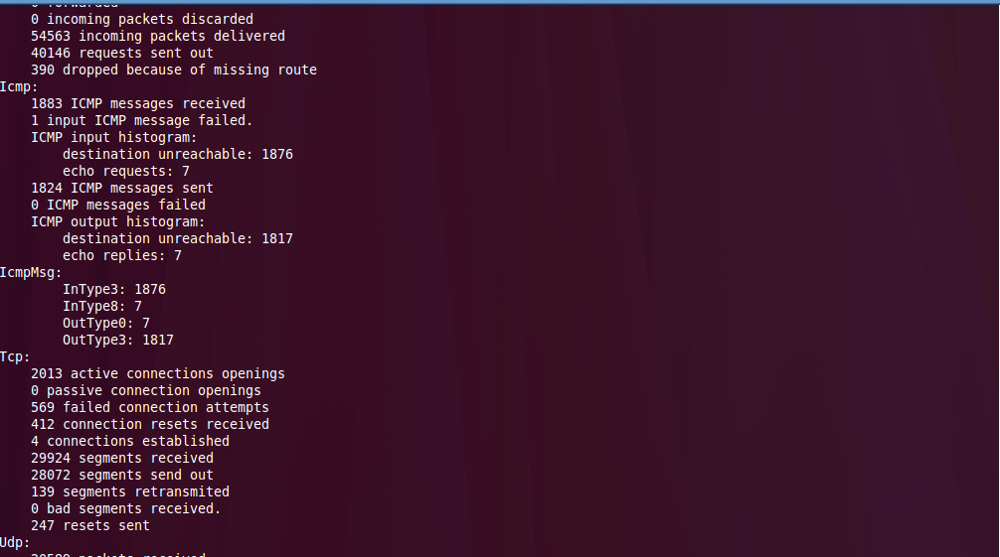 0 forwarded
0 incoming packets discarded
54563 incoming packets delivered
40146 requests sent out
390 dropped because of missing route
Icmp:
1883 ICMP messages received
1 input ICMP message failed.
ICMP input histogram:
destination unreachable: 1876
echo requests: 7
1824 ICMP messages sent
0 ICMP messages failed
ICMP output histogram:
destination unreachable: 1817
echo replies: 7
IcmpMsg:
InType3: 1876
InType8: 7
OutType0: 7
OutType3: 1817
Tcp:
2013 active connections openings
0 passive connection openings
569 failed connection attempts
412 connection resets received
4 connections established
29924 segments received
28072 segments send out
139 segments retransmited
0 bad segments received.
247 resets sent
Udp:
packets received